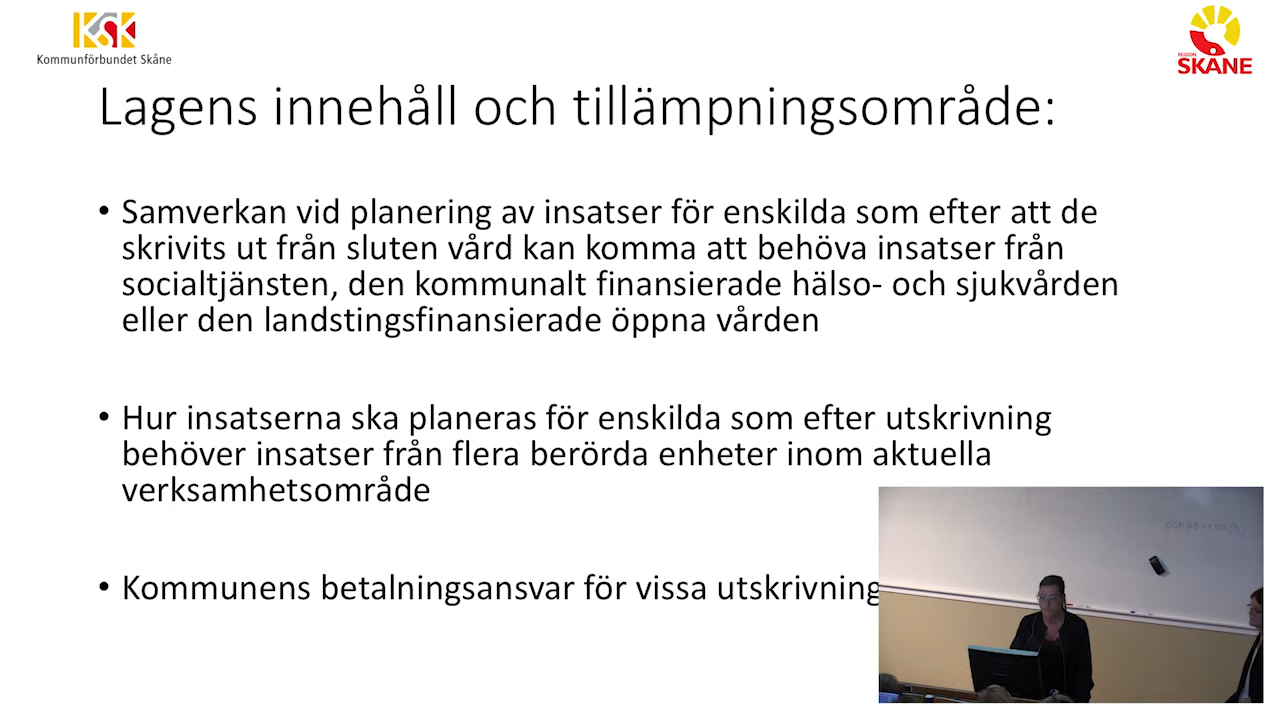 KSK
Kommunförbundet Skåne
REGION
SKÅNE
Lagens innehåll och tillämpningsområde:
• Samverkan vid planering av insatser för enskilda som efter att de
skrivits ut från sluten vård kan komma att behöva insatser från
socialtjänsten, den kommunalt finansierade hälso- och sjukvården
eller den landstingsfinansierade öppna vården
• Hur insatserna ska planeras för enskilda som efter utskrivning
behöver insatser från flera berörda enheter inom aktuella
verksamhetsområde
• Kommunens betalningsansvar för vissa utskrivning